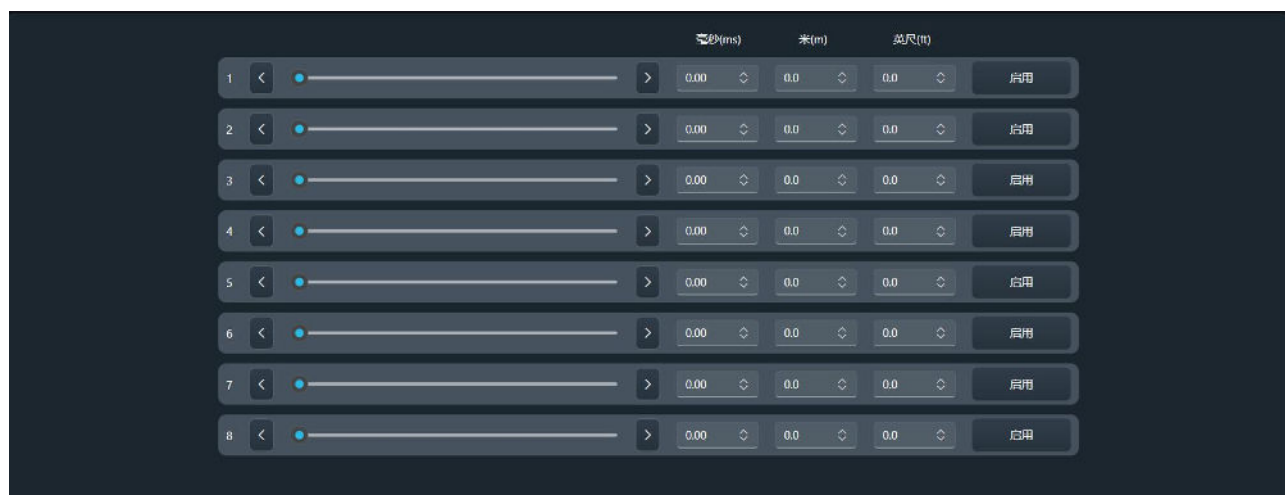 毫秒(ms) 米(m) 英尺(ft)
1 0.00 0.0 0.0 启用
2 0.00 0.0 0.0 启用
3 0.00 0.0 0.0 启用
4 0.00 0.0 0.0 启用
5 0.00 0.0 0.0 启用
6 0.00 0.0 0.0 启用
7 0.00 0.0 0.0 启用
8 0.00 0.0 0.0 启用